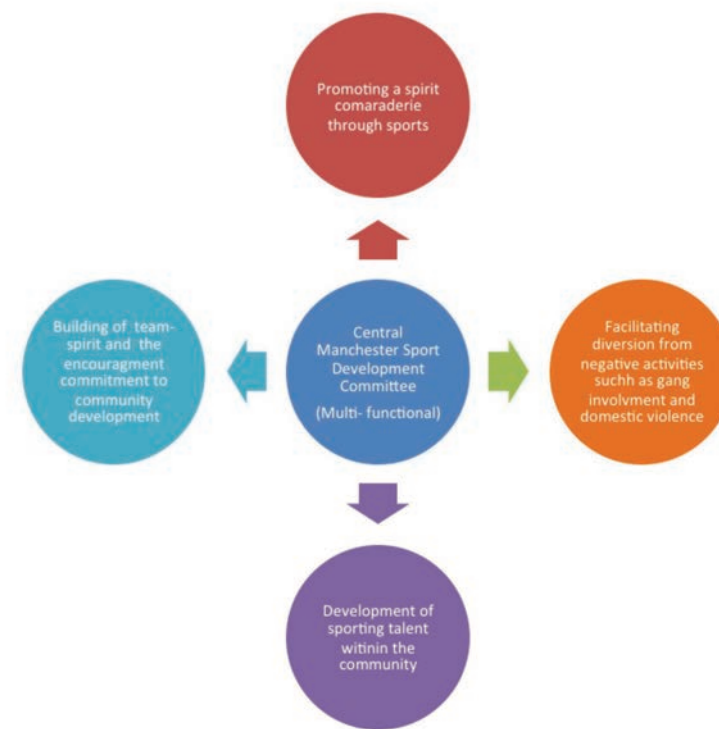 Promoting a spirit
comaraderie
through sports
Building of team-
spirit and the
encouragment
commitment to
community
development
Central
Manchester Sport
Development
Committee
(Multi- functional)
Facilitating
diversion from
negative activities
suchh as gang
involvment and
domestic violence
Development of
sporting talent
witinin the
community